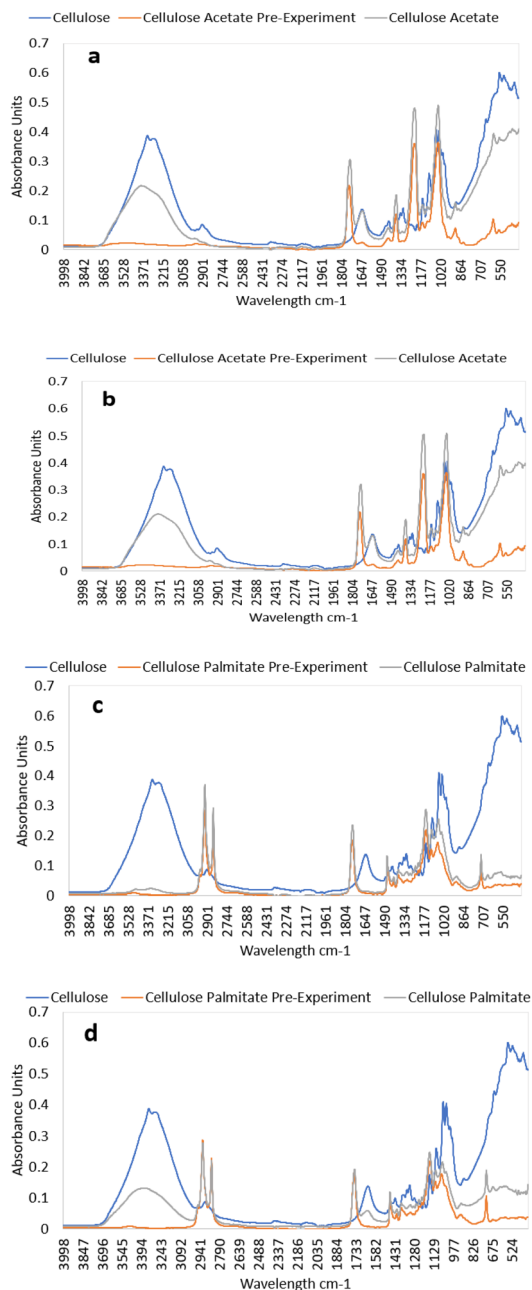 Cellulose Cellulose Acetate Pre-Experiment Cellulose Acetate
a
Absorbance Units
0.7
0.6
0.5
0.4
0.3
0.2
0.1
0
3998 3842 3685 3528 3371 3215 3058 2901 2744 2588 2431 2274 2117 1961 1804 1647 1490 1334 1177 1020 864 707 550
Wavelength cm-1
Cellulose Cellulose Acetate Pre-Experiment Cellulose Acetate
b
Absorbance Units
0.7
0.6
0.5
0.4
0.3
0.2
0.1
0
3998 3842 3685 3528 3371 3215 3058 2901 2744 2588 2431 2274 2117 1961 1804 1647 1490 1334 1177 1020 864 707 550
Wavelength cm-1
Cellulose Cellulose Palmitate Pre-Experiment Cellulose Palmitate
c
Absorbance Units
0.7
0.6
0.5
0.4
0.3
0.2
0.1
0
3998 3842 3685 3528 3371 3215 3058 2901 2744 2588 2431 2274 2117 1961 1804 1647 1490 1334 1177 1020 864 707 550
Wavelength cm-1
Cellulose Cellulose Palmitate Pre-Experiment Cellulose Palmitate
d
Absorbance Units
0.7
0.6
0.5
0.4
0.3
0.2
0.1
0
3998 3847 3696 3545 3394 3243 3092 2941 2790 2639 2488 2337 2186 2035 1884 1733 1582 1431 1280 1129 977 826 675 524
Wavelength cm-1